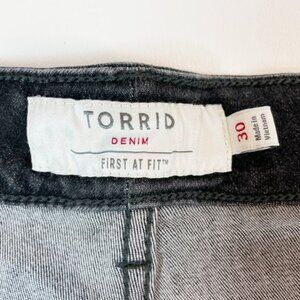 TORRID
DENIM
FiRST AT FiT™
30
Made in
Vietnam